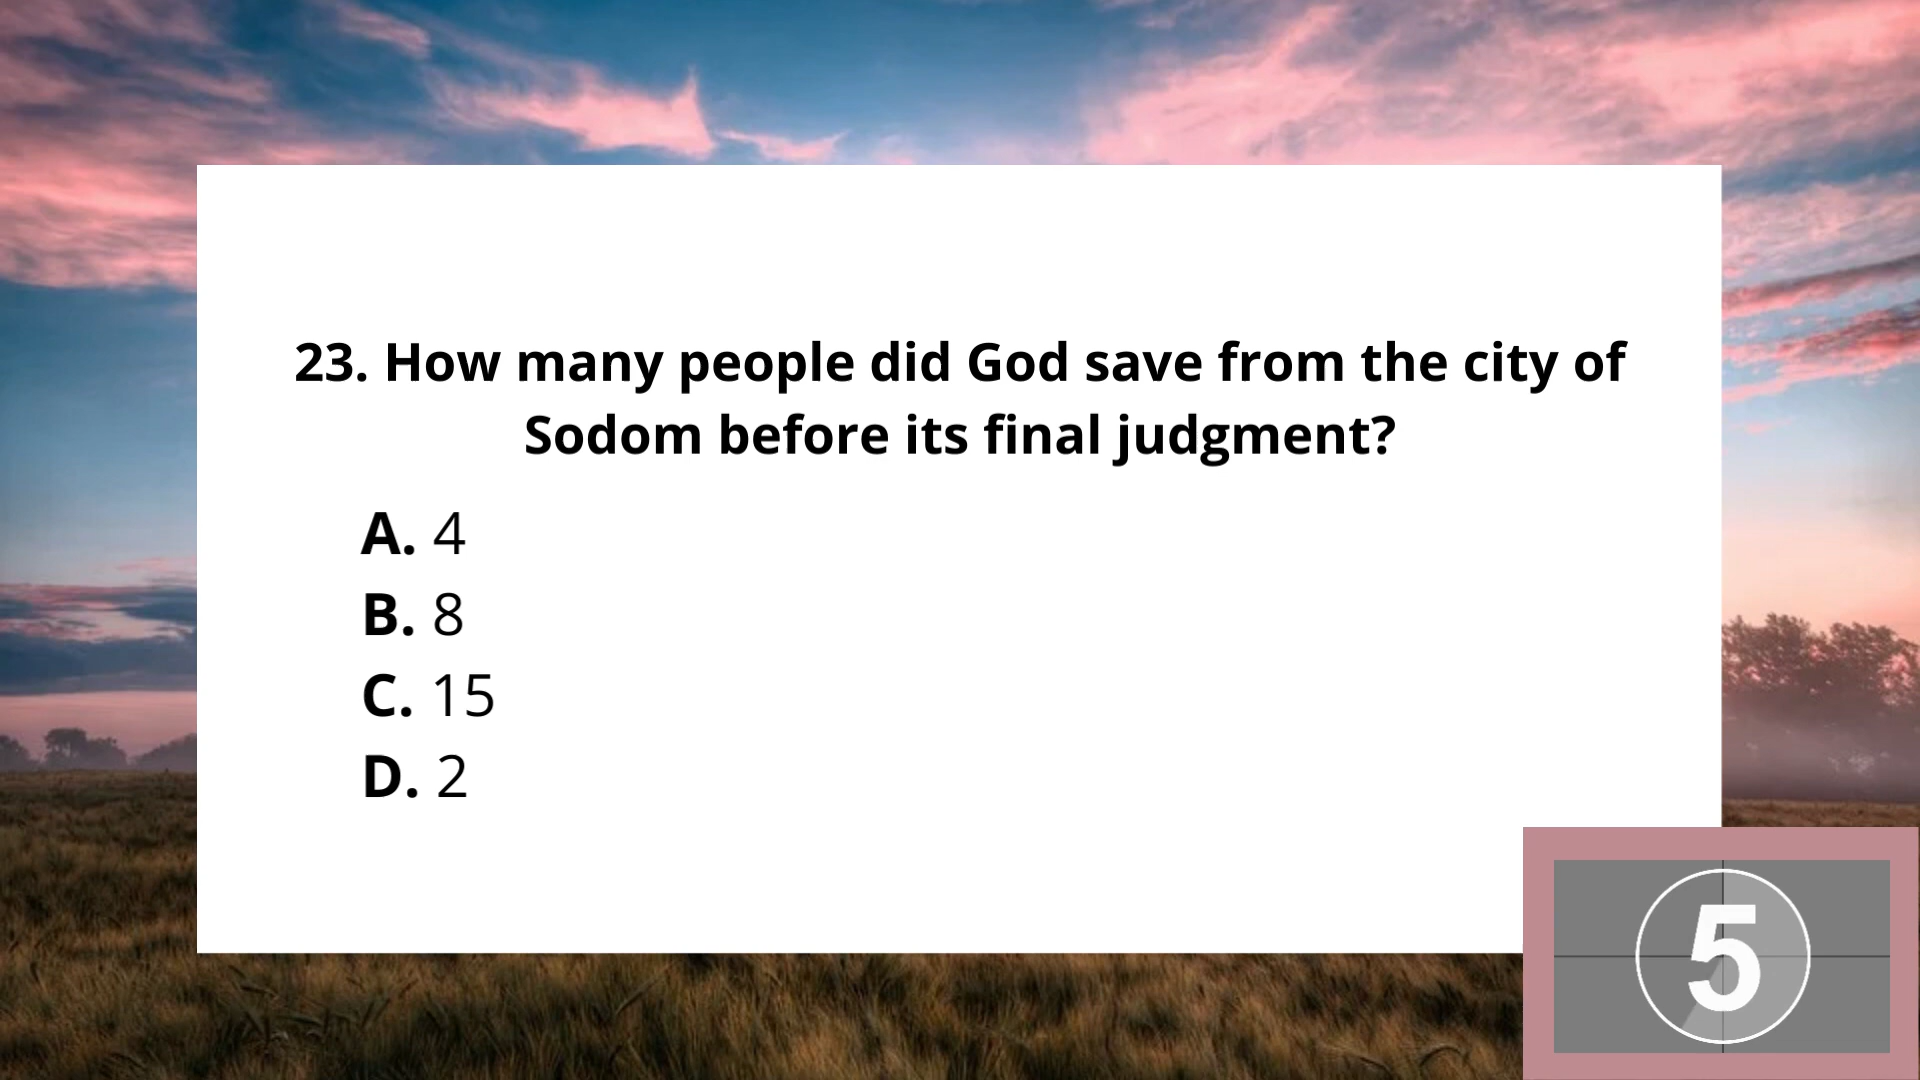 23. How many people did God save from the city of
Sodom before its final judgment?
A. 4
B. 8
C. 15
D. 2
5